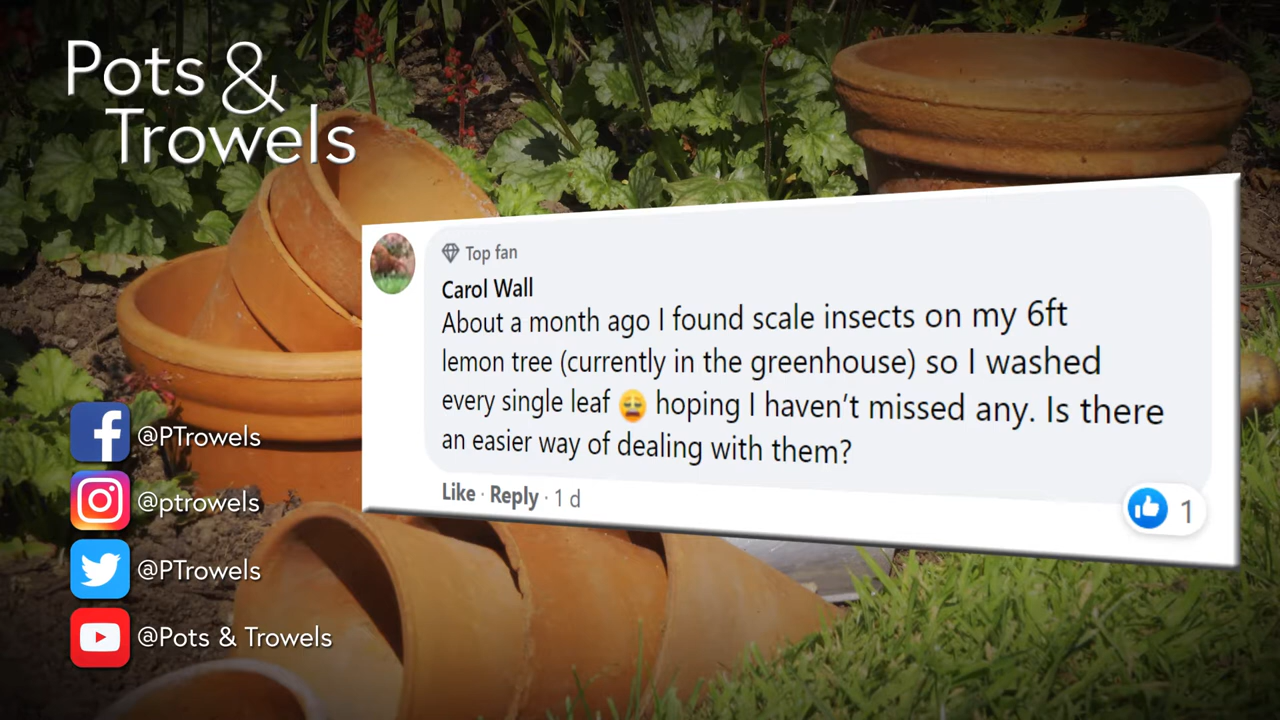 Pots &
Trowels
Top fan
Carol Wall
About a month ago I found scale insects on my 6ft
lemon tree (currently in the greenhouse) so I washed
every single leaf 😩 hoping I haven't missed any. Is there
an easier way of dealing with them?
Like · Reply · 1 d
1
@PTrowels
@ptrowels
@PTrowels
@Pots & Trowels